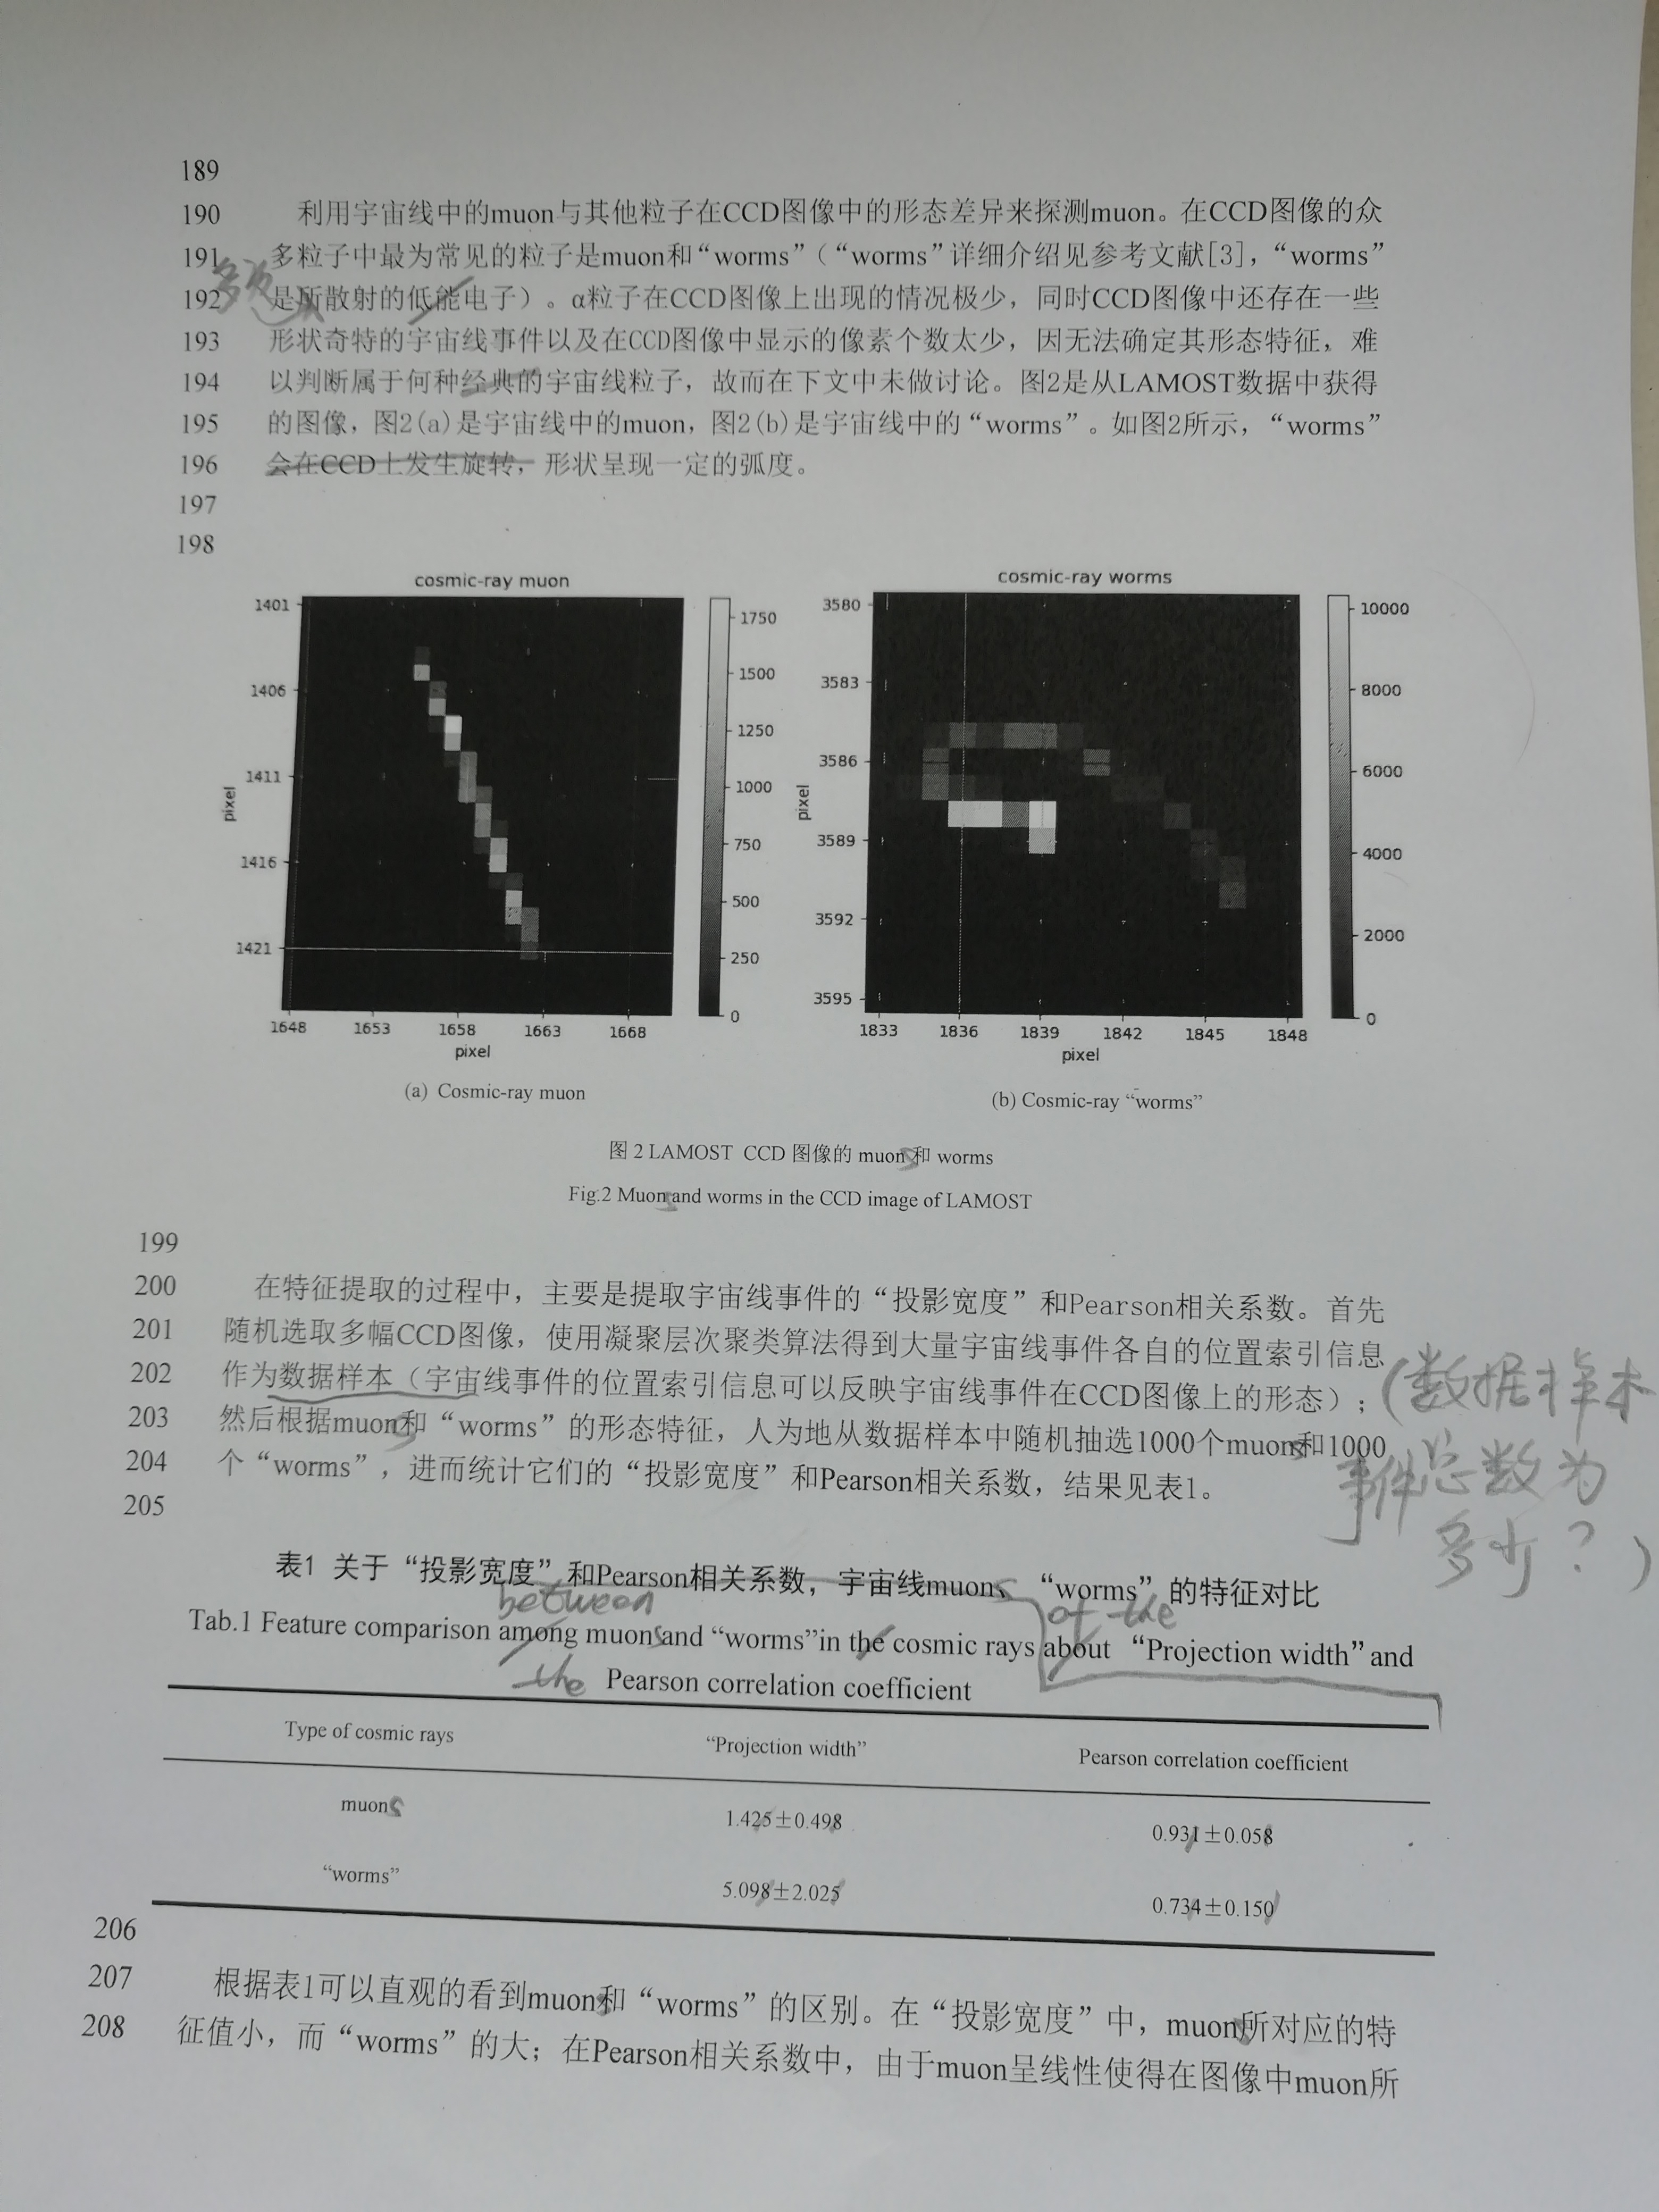 189
190 利用宇宙线中的muon与其他粒子在CCD图像中的形态差异来探测muon。在CCD图像的众
191 多粒子中最为常见的粒子是muon和“worms”（“worms”详细介绍见参考文献[3]，“worms”
192 是所散射的低能电子）。α粒子在CCD图像上出现的情况极少，同时CCD图像中还存在一些
193 形状奇特的宇宙线事件以及在CCD图像中显示的像素个数太少，因无法确定其形态特征，难
194 以判断属于何种经典的宇宙线粒子，故而在下文中未做讨论。图2是从LAMOST数据中获得
195 的图像，图2(a)是宇宙线中的muon，图2(b)是宇宙线中的“worms”。如图2所示，“worms”
196 会在CCD上发生旋转，形状呈现一定的弧度。
197
198
cosmic-ray muon
1401
1406
1411
1416
1421
pixel
1648 1653 1658 1663 1668
pixel
1750
1500
1250
1000
750
500
250
0
(a) Cosmic-ray muon
cosmic-ray worms
3580
3583
3586
3589
3592
3595
pixel
1833 1836 1839 1842 1845 1848
pixel
10000
8000
6000
4000
2000
0
(b) Cosmic-ray “worms”
图 2 LAMOST CCD 图像的 muons和 worms
Fig.2 Muons and worms in the CCD image of LAMOST
199
200 在特征提取的过程中，主要是提取宇宙线事件的“投影宽度”和Pearson相关系数。首先
201 随机选取多幅CCD图像，使用凝聚层次聚类算法得到大量宇宙线事件各自的位置索引信息
202 作为数据样本（宇宙线事件的位置索引信息可以反映宇宙线事件在CCD图像上的形态）；
203 然后根据muons和“worms”的形态特征，人为地从数据样本中随机抽选1000个muons和1000
204 个“worms”，进而统计它们的“投影宽度”和Pearson相关系数，结果见表1。
205
(数据样本
事件总数为
多少？)
表1 关于“投影宽度”和Pearson相关系数，宇宙线muons、“worms”的特征对比
between
of the
Tab.1 Feature comparison among muons and “worms”in the cosmic rays about “Projection width” and
the
Pearson correlation coefficient
Type of cosmic rays “Projection width” Pearson correlation coefficient
muons 1.425±0.498 0.931±0.058
“worms” 5.098±2.025 0.734±0.150
206
207 根据表1可以直观的看到muons和“worms”的区别。在“投影宽度”中，muons所对应的特
208 征值小，而“worms”的大；在Pearson相关系数中，由于muon呈线性使得在图像中muon所